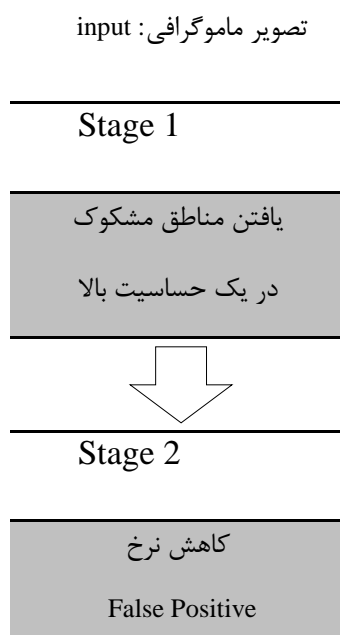 تصویر ماموگرافی: input
Stage 1
یافتن مناطق مشکوک
در یک حساسیت بالا
Stage 2
کاهش نرخ
False Positive